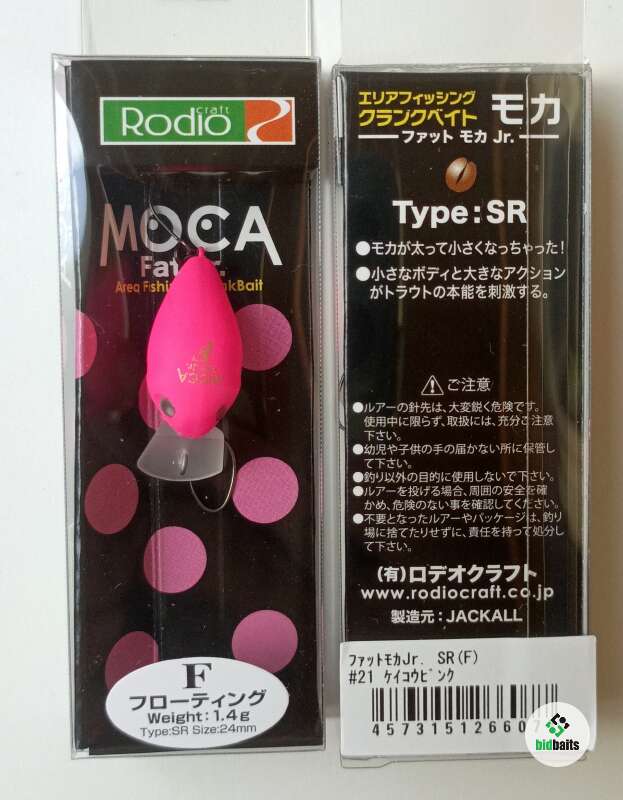 Rodio craft
MOCA
Fat Jr.
Area Fishing CrankBait
MOCA
Jr.
F
フローティング
Weight:1.4g
Type:SR Size:24mm
エリアフィッシング
クランクベイト モカ
ファット モカ Jr.
Type:SR
●モカが太って小さくなっちゃった!
●小さなボディと大きなアクション
がトラウトの本能を刺激する。
⚠ご注意
●ルアーの針先は、大変鋭く危険です。
使用中に限らず、取扱には、充分ご注意
下さい。
●幼児や子供の手の届かない所に保管し
て下さい。
●釣り以外の目的に使用しないで下さい。
●ルアーを投げる場合、周囲の安全を確
かめ、危険のない事を確認してください。
●不要となったルアーやパッケージは、釣り
場に捨てたりせずに、責任を持って処分し
て下さい。
(有)ロデオクラフト
www.rodiocraft.co.jp
製造元:JACKALL
ファットモカJr. SR(F)
#21 ケイコウピンク
457315126607
bidbaits